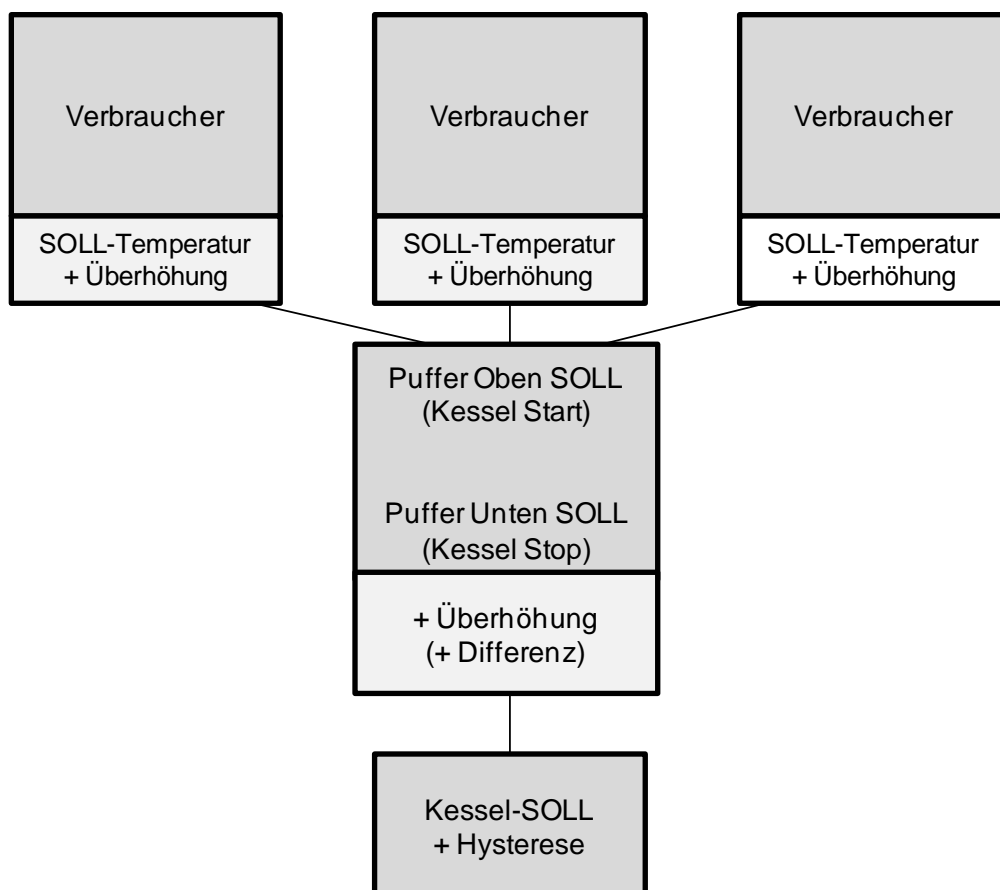 Verbraucher
SOLL-Temperatur
+ Überhöhung
Verbraucher
SOLL-Temperatur
+ Überhöhung
Verbraucher
SOLL-Temperatur
+ Überhöhung
Puffer Oben SOLL
(Kessel Start)
Puffer Unten SOLL
(Kessel Stop)
+ Überhöhung
(+ Differenz)
Kessel-SOLL
+ Hysterese